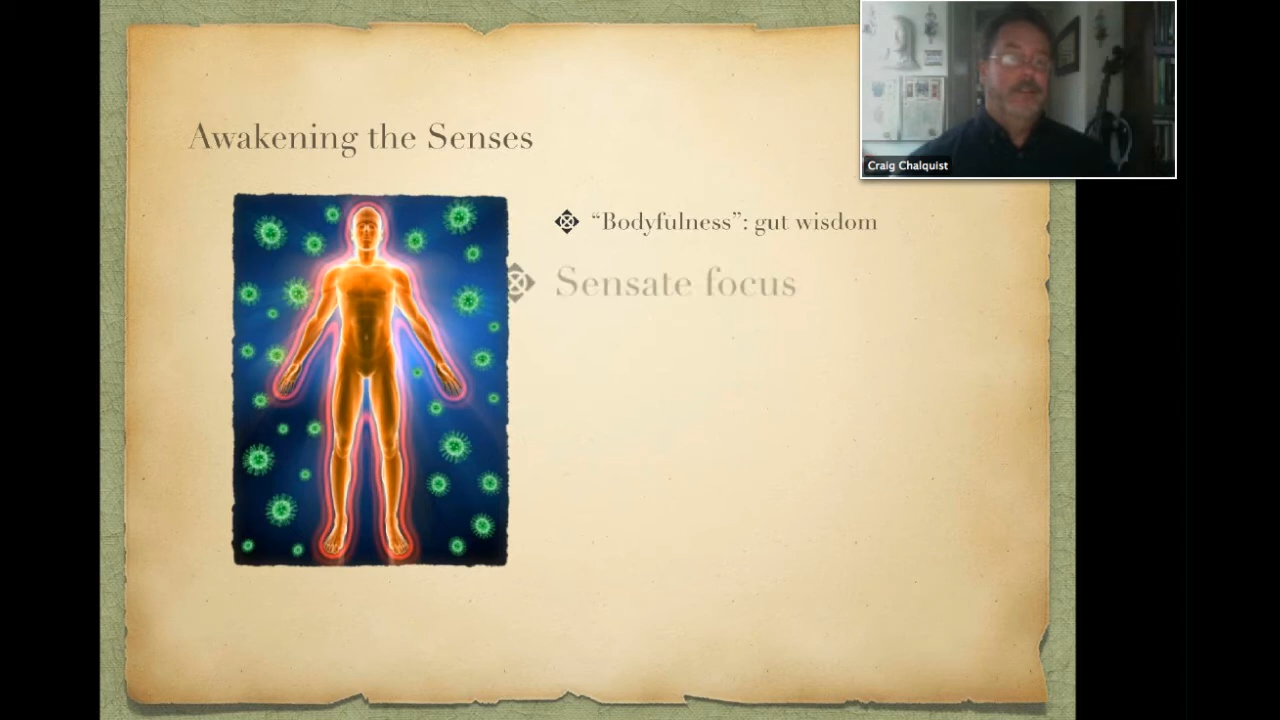 Awakening the Senses
“Bodyfulness”: gut wisdom
Sensate focus
Craig Chalquist